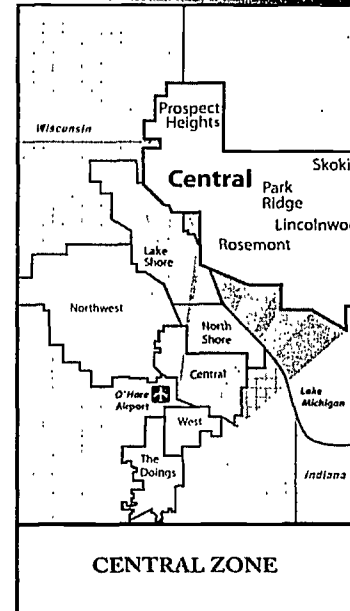 Prospect
Heights
Wisconsin
Skoki
Central
Park
Ridge
Lincolnwo
Rosemont
Lake
Shore
Northwest
North
Shore
Central
O'Hare
Airport
Lake
Michigan
West
The
Doings
Indiana
CENTRAL ZONE